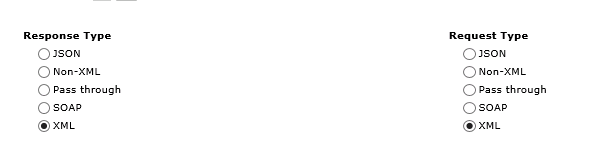 Response Type
JSON
Non-XML
Pass through
SOAP
XML
Request Type
JSON
Non-XML
Pass through
SOAP
XML